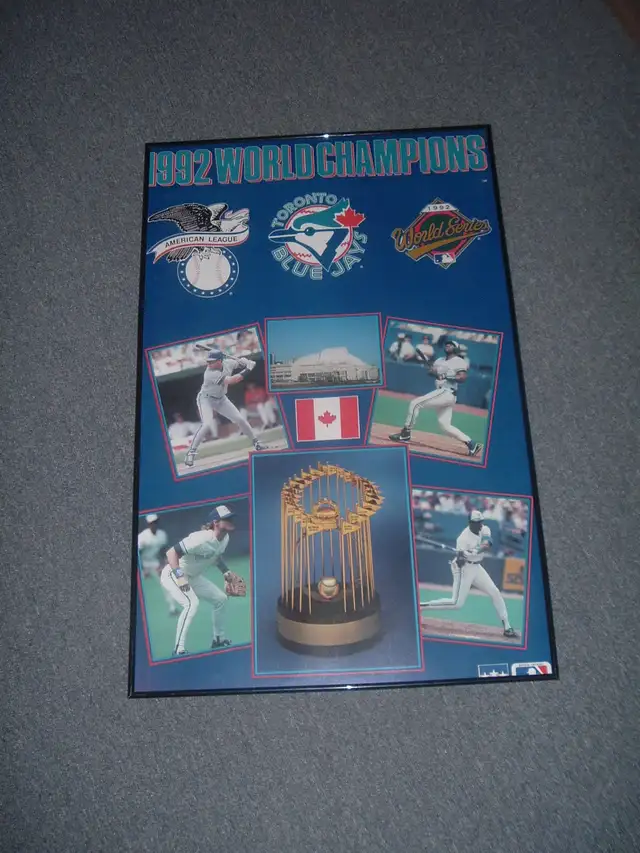 1992 WORLD CHAMPIONS
AMERICAN LEAGUE
TORONTO
BLUE JAYS
1992
World Series